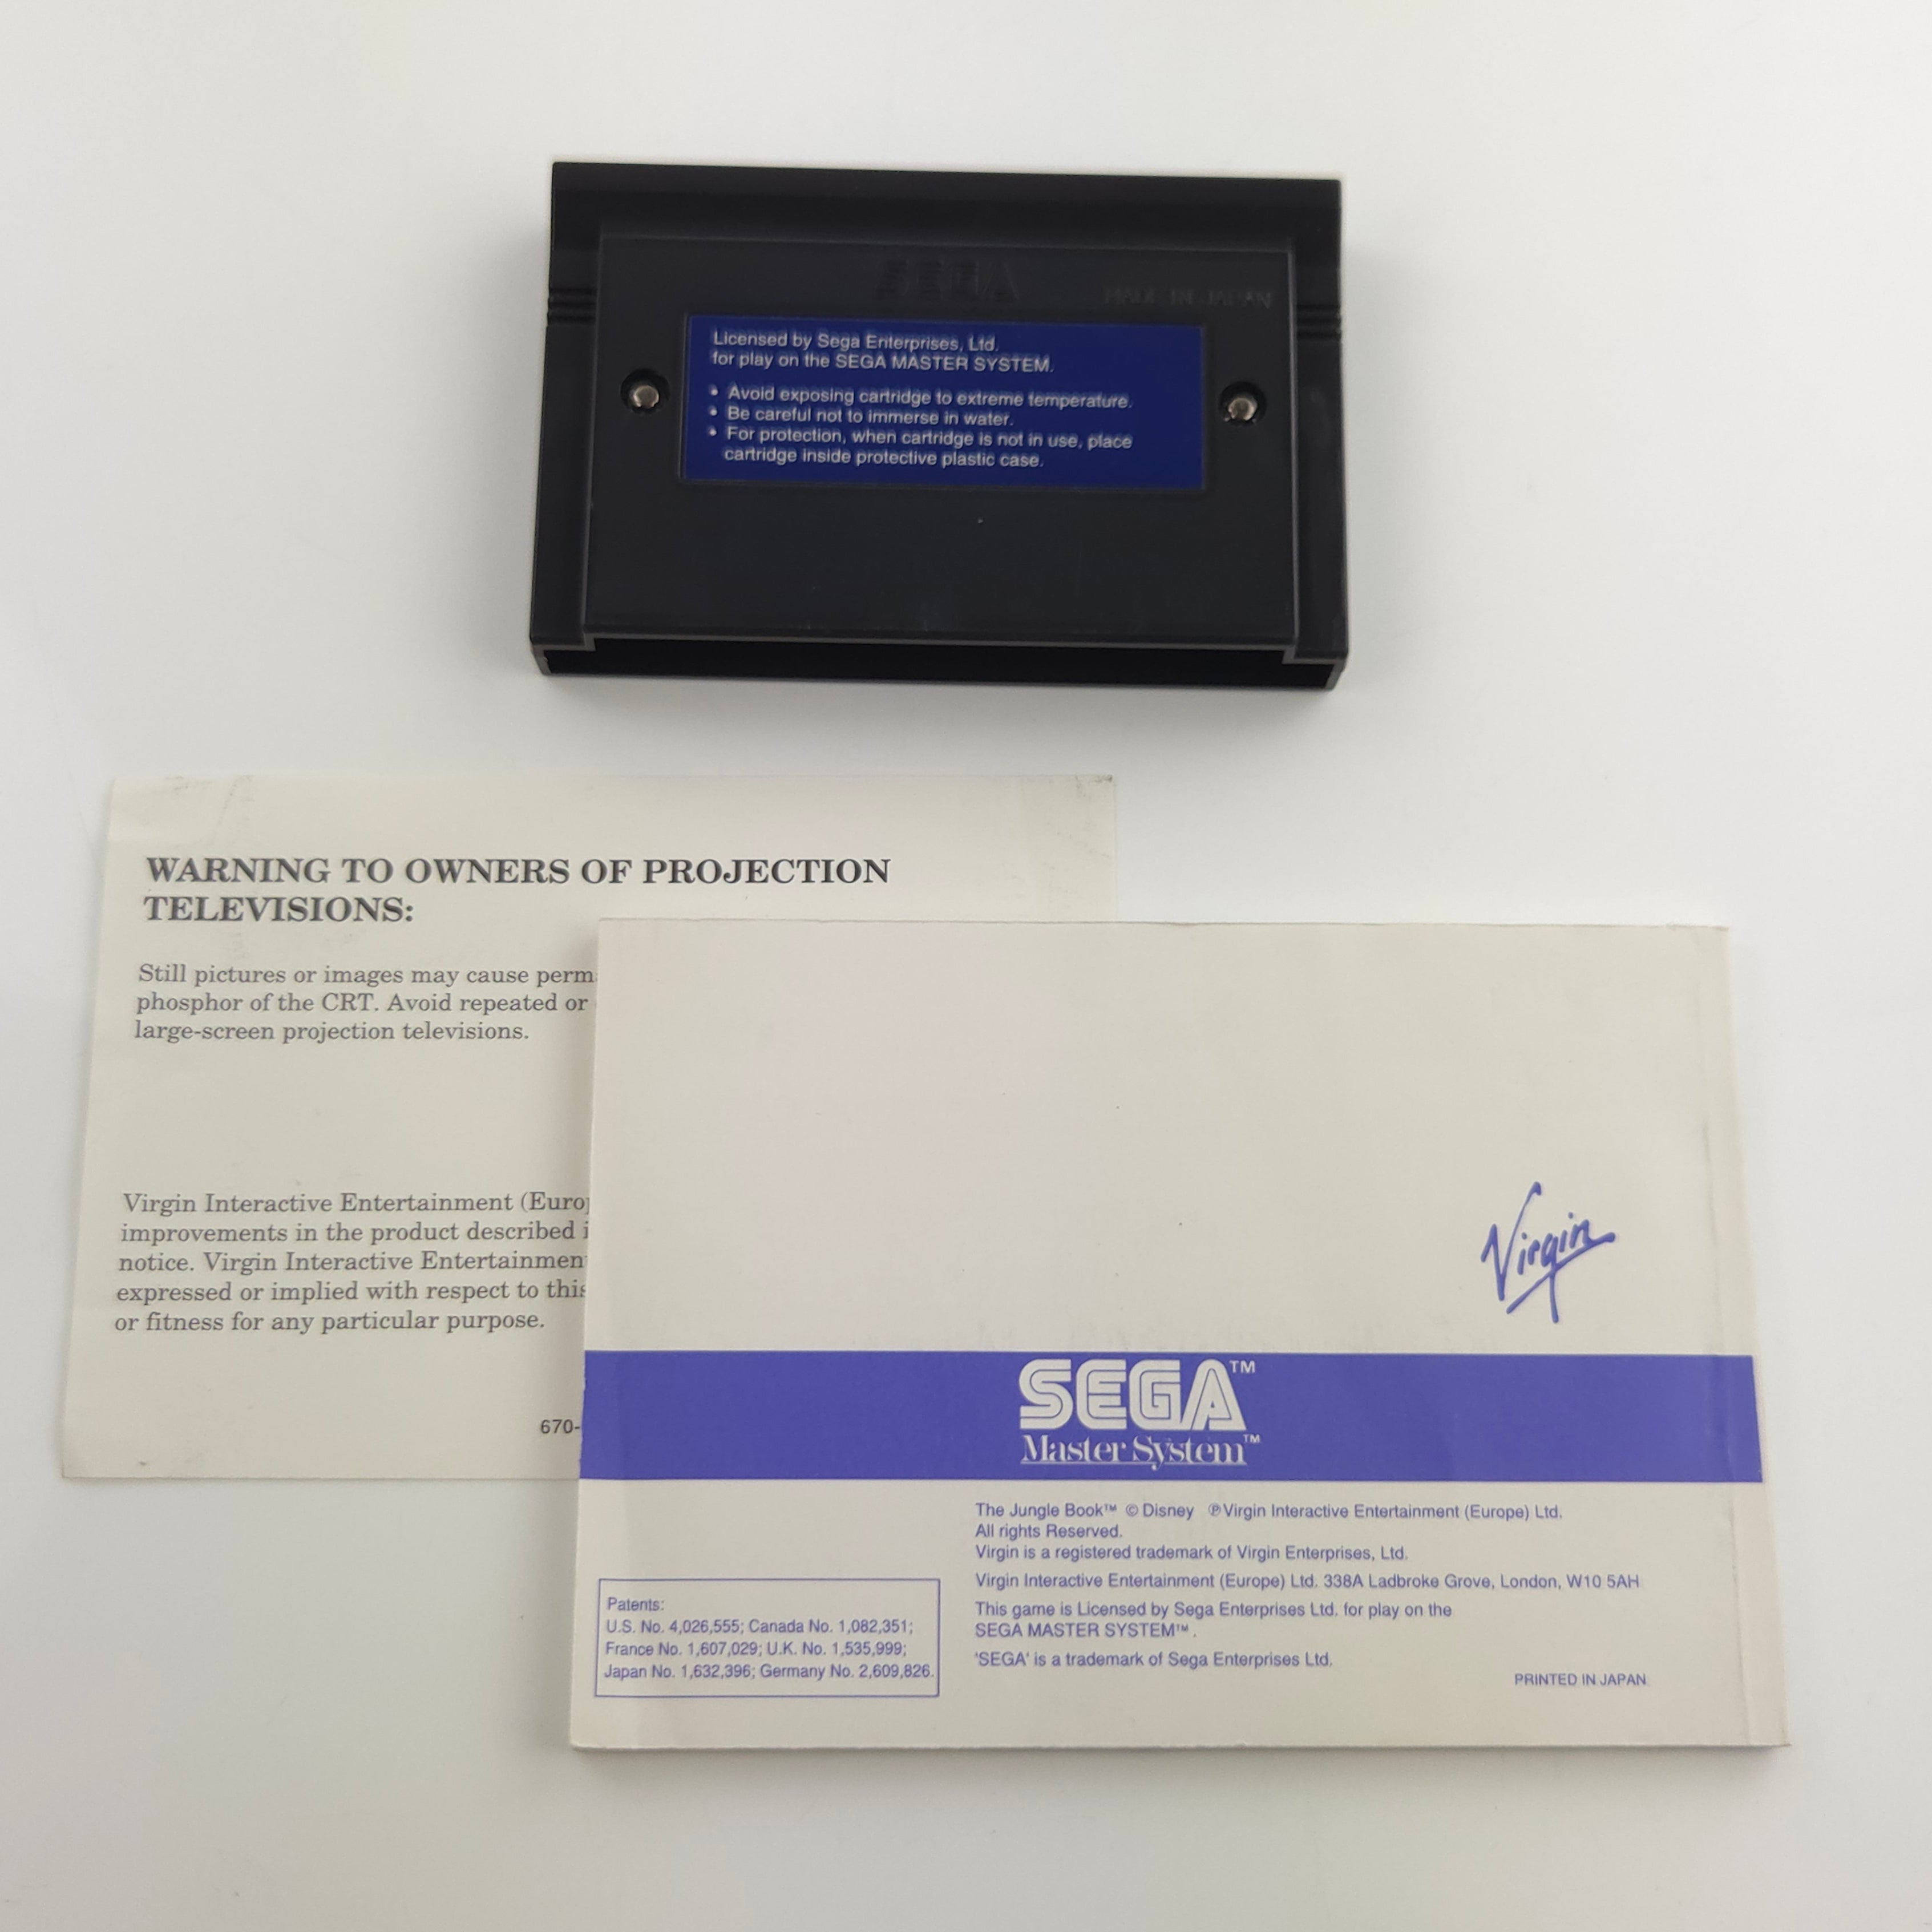 SEGA
MADE IN JAPAN
Licensed by Sega Enterprises, Ltd.
for play on the SEGA MASTER SYSTEM.
• Avoid exposing cartridge to extreme temperature.
• Be careful not to immerse in water.
• For protection, when cartridge is not in use, place
cartridge inside protective plastic case.
WARNING TO OWNERS OF PROJECTION
TELEVISIONS:
Still pictures or images may cause
phosphor of the CRT. Avoid repeated or
large-screen projection televisions.
Virgin Interactive Entertainment
improvements in the product described
notice. Virgin Interactive
expressed or implied with respect to
or fitness for any particular purpose.
670-
Virgin
SEGA™
Master System™
The Jungle Book™ © Disney ℗Virgin Interactive Entertainment (Europe) Ltd.
All rights Reserved.
Virgin is a registered trademark of Virgin Enterprises, Ltd.
Virgin Interactive Entertainment (Europe) Ltd. 338A Ladbroke Grove, London, W10 5AH
This game is Licensed by Sega Enterprises Ltd. for play on the
SEGA MASTER SYSTEM™.
'SEGA' is a trademark of Sega Enterprises Ltd.
PRINTED IN JAPAN
Patents:
U.S. No. 4,026,555; Canada No. 1,082,351;
France No. 1,607,029; U.K. No. 1,535,999;
Japan No. 1,632,396; Germany No. 2,609,826.